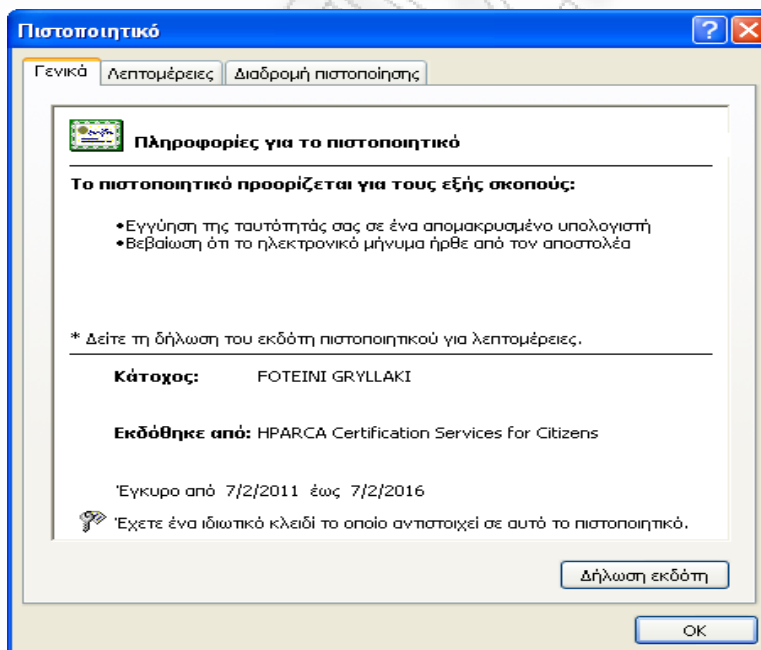 Πιστοποιητικό
Γενικά Λεπτομέρειες Διαδρομή πιστοποίησης
Πληροφορίες για το πιστοποιητικό
Το πιστοποιητικό προορίζεται για τους εξής σκοπούς:
•Εγγύηση της ταυτότητάς σας σε ένα απομακρυσμένο υπολογιστή
•Βεβαίωση ότι το ηλεκτρονικό μήνυμα ήρθε από τον αποστολέα
* Δείτε τη δήλωση του εκδότη πιστοποιητικού για λεπτομέρειες.
Κάτοχος: FOTEINI GRYLLAKI
Εκδόθηκε από: HPARCA Certification Services for Citizens
Έγκυρο από 7/2/2011 έως 7/2/2016
Έχετε ένα ιδιωτικό κλειδί το οποίο αντιστοιχεί σε αυτό το πιστοποιητικό.
Δήλωση εκδότη
OK